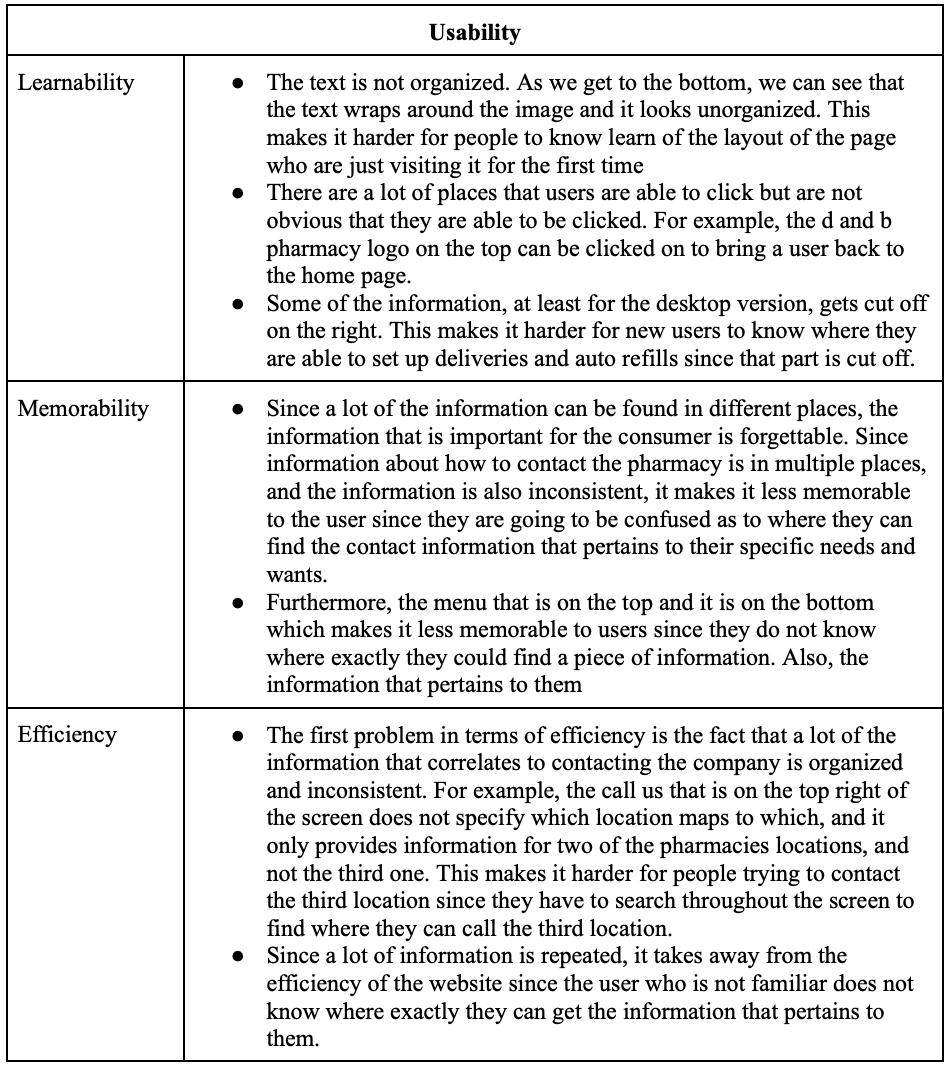 Usability
Learnability
● The text is not organized. As we get to the bottom, we can see that
the text wraps around the image and it looks unorganized. This
makes it harder for people to know learn of the layout of the page
who are just visiting it for the first time
● There are a lot of places that users are able to click but are not
obvious that they are able to be clicked. For example, the d and b
pharmacy logo on the top can be clicked on to bring a user back to
the home page.
● Some of the information, at least for the desktop version, gets cut off
on the right. This makes it harder for new users to know where they
are able to set up deliveries and auto refills since that part is cut off.
Memorability
● Since a lot of the information can be found in different places, the
information that is important for the consumer is forgettable. Since
information about how to contact the pharmacy is in multiple places,
and the information is also inconsistent, it makes it less memorable
to the user since they are going to be confused as to where they can
find the contact information that pertains to their specific needs and
wants.
● Furthermore, the menu that is on the top and it is on the bottom
which makes it less memorable to users since they do not know
where exactly they could find a piece of information. Also, the
information that pertains to them
Efficiency
● The first problem in terms of efficiency is the fact that a lot of the
information that correlates to contacting the company is organized
and inconsistent. For example, the call us that is on the top right of
the screen does not specify which location maps to which, and it
only provides information for two of the pharmacies locations, and
not the third one. This makes it harder for people trying to contact
the third location since they have to search throughout the screen to
find where they can call the third location.
● Since a lot of information is repeated, it takes away from the
efficiency of the website since the user who is not familiar does not
know where exactly they can get the information that pertains to
them.